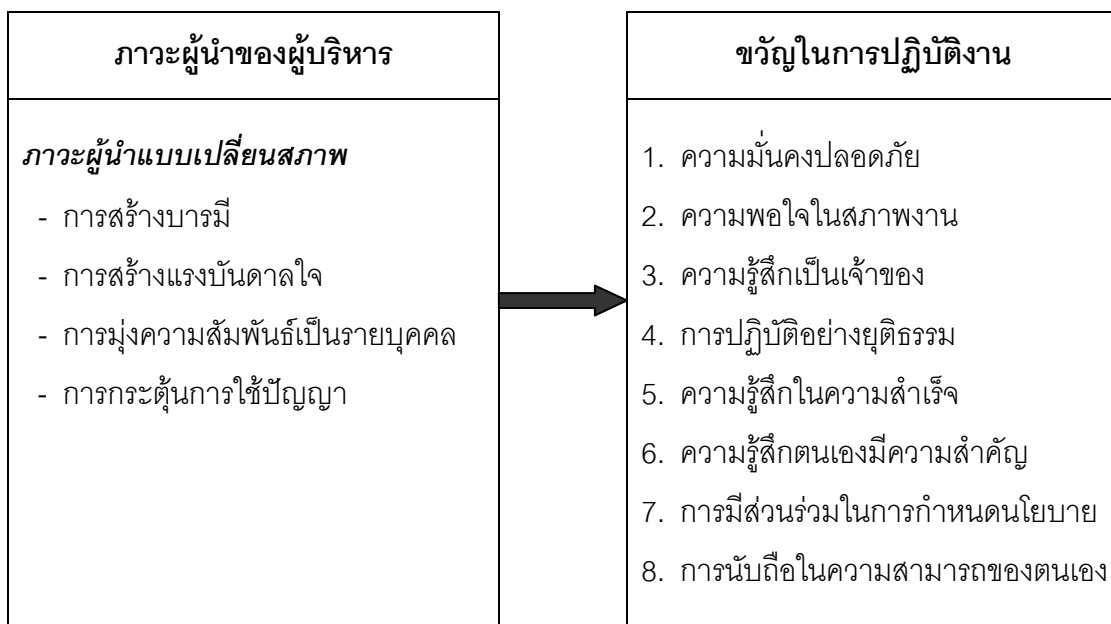 ภาวะผู้นำของผู้บริหาร
ภาวะผู้นำแบบเปลี่ยนสภาพ
- การสร้างบารมี
- การสร้างแรงบันดาลใจ
- การมุ่งความสัมพันธ์เป็นรายบุคคล
- การกระตุ้นการใช้ปัญญา
ขวัญในการปฏิบัติงาน
1. ความมั่นคงปลอดภัย
2. ความพอใจในสภาพงาน
3. ความรู้สึกเป็นเจ้าของ
4. การปฏิบัติอย่างยุติธรรม
5. ความรู้สึกในความสำเร็จ
6. ความรู้สึกตนเองมีความสำคัญ
7. การมีส่วนร่วมในการกำหนดนโยบาย
8. การนับถือในความสามารถของตนเอง